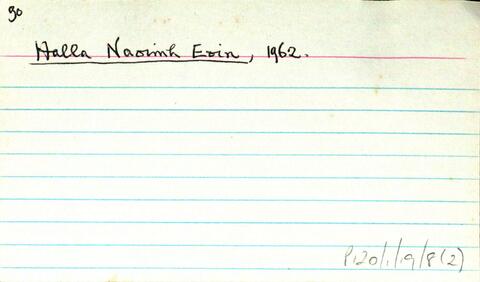 90
Halla Naoimh Eoin, 1962.
P120/1/9/8(2)